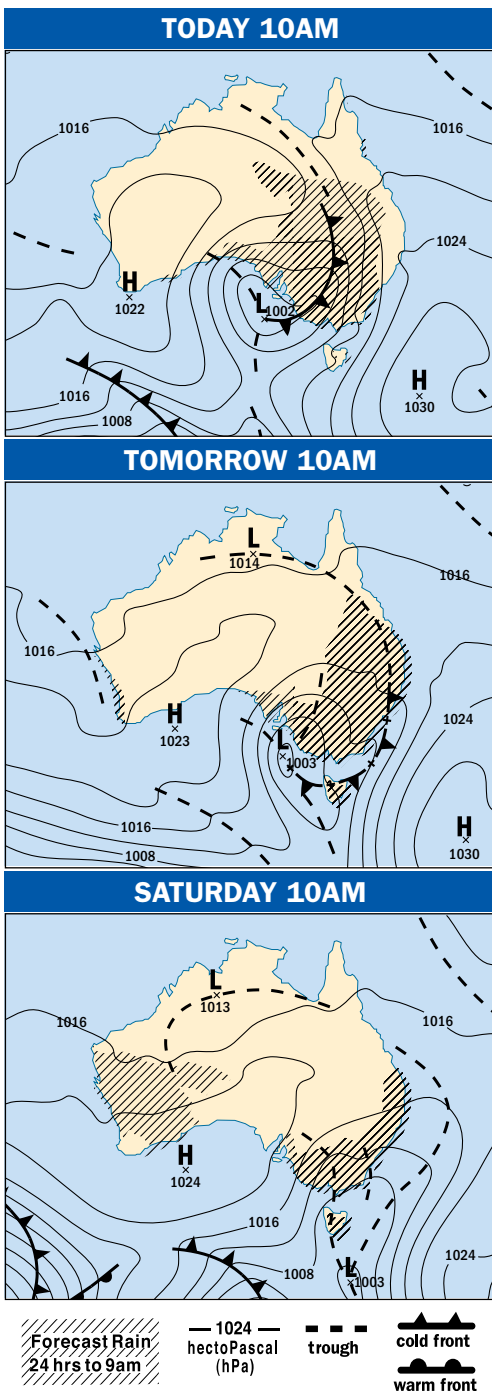 TODAY 10AM
1016
1016
1024
H
1022
L
1002
H
1030
1016
1008
TOMORROW 10AM
L
1014
1016
1016
H
1023
L
1003
1024
1016
1008
H
1030
SATURDAY 10AM
L
1013
1016
1016
H
1024
1016
1008
L
1003
1024
Forecast Rain
24 hrs to 9am
1024
hectoPascal
(hPa)
trough
cold front
warm front